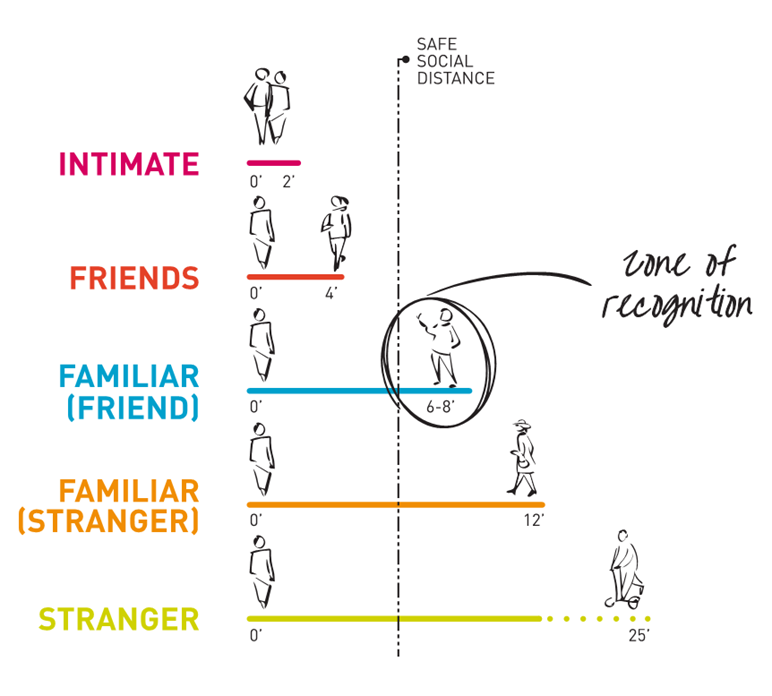 SAFE
SOCIAL
DISTANCE
INTIMATE
0' 2'
FRIENDS
0' 4'
zone of
recognition
FAMILIAR
(FRIEND)
0' 6-8'
FAMILIAR
(STRANGER)
0' 12'
STRANGER
0' 25'